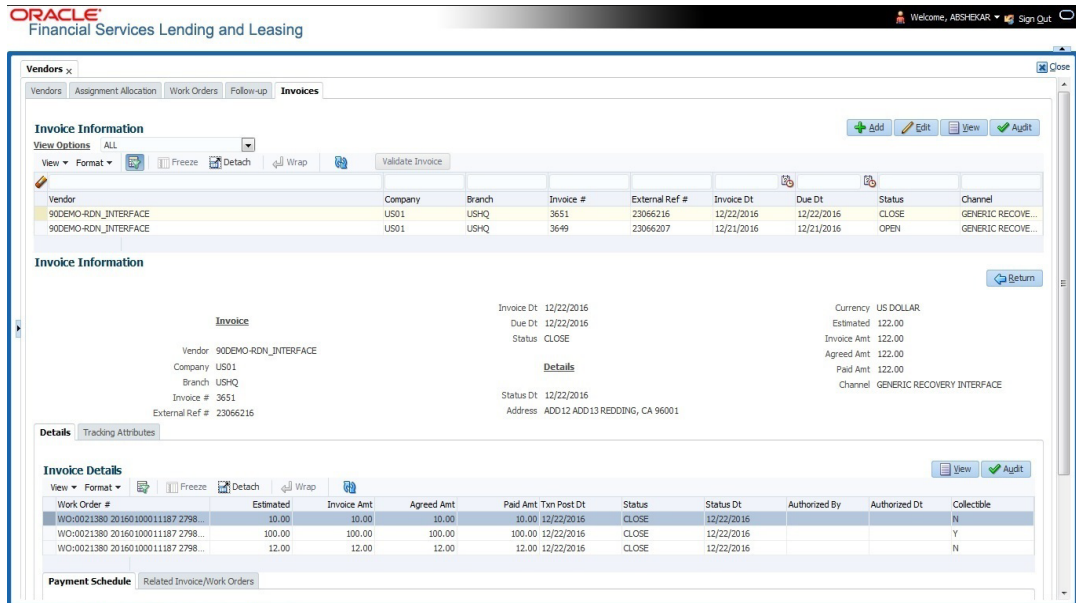 ORACLE®
Financial Services Lending and Leasing
Welcome, ABSHEKAR Sign Out
Vendors x
Close
Vendors Assignment Allocation Work Orders Follow-up Invoices
Invoice Information
Add Edit View Audit
View Options ALL
View Format Freeze Detach Wrap Validate Invoice
Vendor Company Branch Invoice # External Ref # Invoice Dt Due Dt Status Channel
90DEMO-RDN_INTERFACE US01 USHQ 3651 23066216 12/22/2016 12/22/2016 CLOSE GENERIC RECOVE...
90DEMO-RDN_INTERFACE US01 USHQ 3649 23066207 12/21/2016 12/21/2016 OPEN GENERIC RECOVE...
Invoice Information
Return
Invoice
Vendor 90DEMO-RDN_INTERFACE
Company US01
Branch USHQ
Invoice # 3651
External Ref # 23066216
Invoice Dt 12/22/2016
Due Dt 12/22/2016
Status CLOSE
Details
Status Dt 12/22/2016
Address ADD12 ADD13 REDDING, CA 96001
Currency US DOLLAR
Estimated 122.00
Invoice Amt 122.00
Agreed Amt 122.00
Paid Amt 122.00
Channel GENERIC RECOVERY INTERFACE
Details Tracking Attributes
Invoice Details
View Audit
View Format Freeze Detach Wrap
Work Order # Estimated Invoice Amt Agreed Amt Paid Amt Txn Post Dt Status Status Dt Authorized By Authorized Dt Collectible
WO:0021380 20160100011187 2798... 10.00 10.00 10.00 10.00 12/22/2016 CLOSE 12/22/2016 N
WO:0021380 20160100011187 2798... 100.00 100.00 100.00 100.00 12/22/2016 CLOSE 12/22/2016 Y
WO:0021380 20160100011187 2798... 12.00 12.00 12.00 12.00 12/22/2016 CLOSE 12/22/2016 N
Payment Schedule Related Invoice/Work Orders